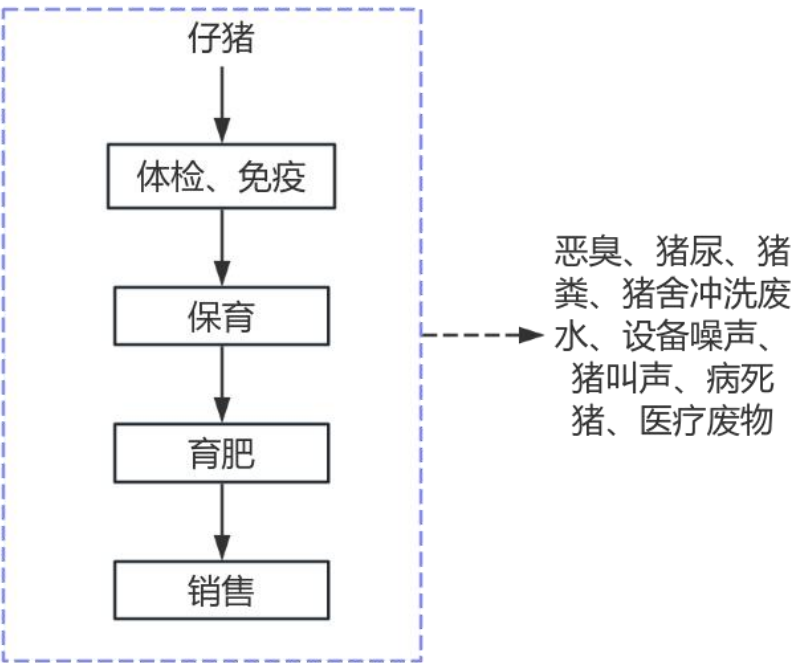 仔猪
体检、免疫
保育
育肥
销售
恶臭、猪尿、猪
粪、猪舍冲洗废
水、设备噪声、
猪叫声、病死
猪、医疗废物